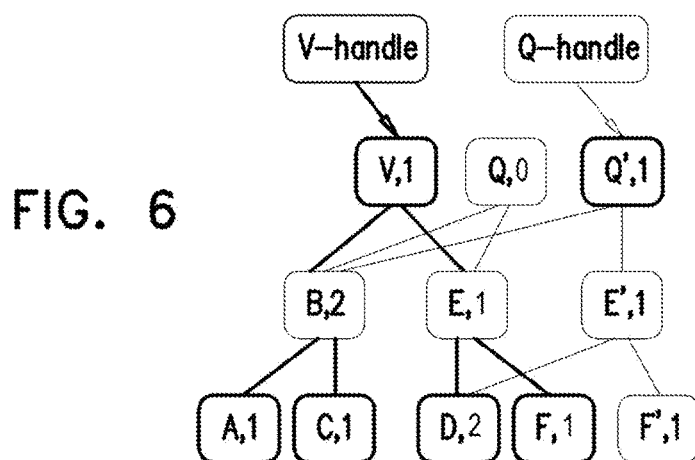 V-handle Q-handle
V,1 Q,0 Q',1
FIG. 6
B,2 E,1 E',1
A,1 C,1 D,2 F,1 F',1